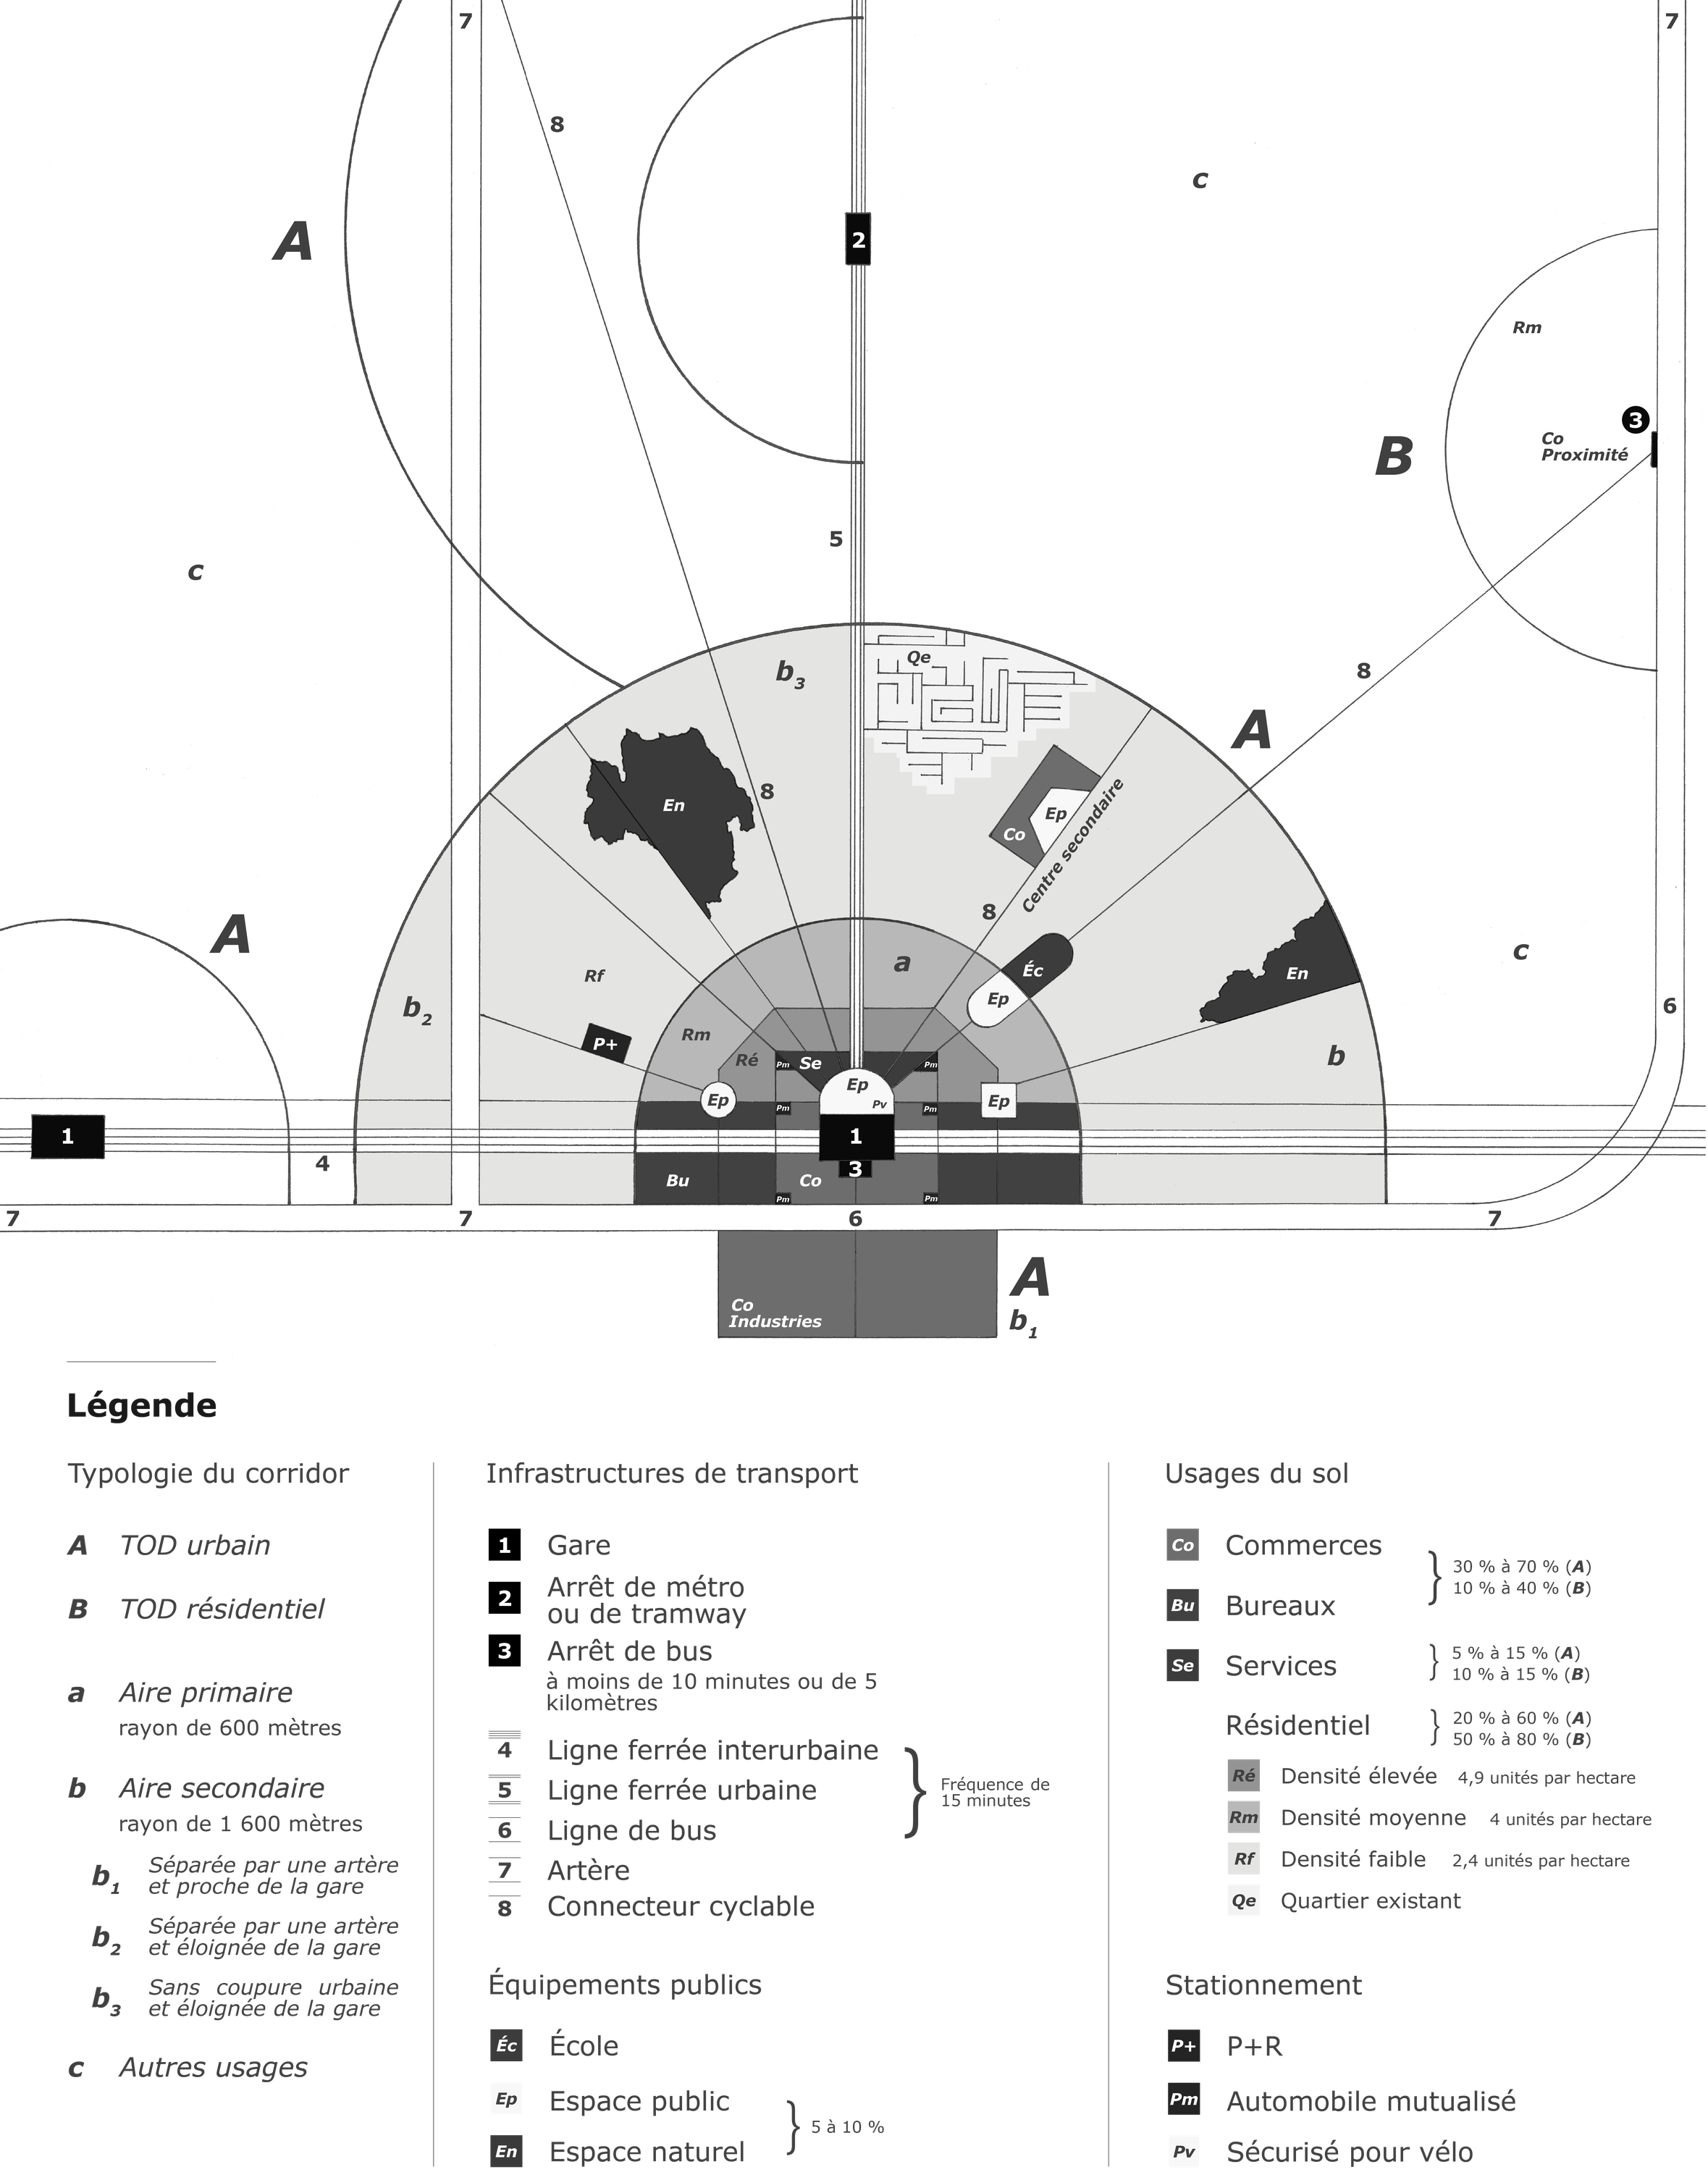 7
7
8
c
A
2
Rm
3
Co
Proximité
B
5
c
8
b3
Qe
A
En
8
Ep
Co
Centre secondaire
8
A
a
Éc
c
En
Rf
Ep
b2
6
Rm
P+
Ré
Pm
Se
Pm
b
Ep
Ep
Pv
Ep
Pm
Pm
1
1
4
3
Bu
Co
Pm
Pm
7
7
6
7
A
Co
Industries
b1
Légende
Typologie du corridor
A TOD urbain
B TOD résidentiel
a Aire primaire
rayon de 600 mètres
b Aire secondaire
rayon de 1 600 mètres
b1 Séparée par une artère
et proche de la gare
b2 Séparée par une artère
et éloignée de la gare
b3 Sans coupure urbaine
et éloignée de la gare
c Autres usages
Infrastructures de transport
1 Gare
2 Arrêt de métro
ou de tramway
3 Arrêt de bus
à moins de 10 minutes ou de 5
kilomètres
4 Ligne ferrée interurbaine
5 Ligne ferrée urbaine
6 Ligne de bus
Fréquence de
15 minutes
7 Artère
8 Connecteur cyclable
Équipements publics
Éc École
Ep Espace public
En Espace naturel
5 à 10 %
Usages du sol
Co Commerces
Bu Bureaux
30 % à 70 % (A)
10 % à 40 % (B)
Se Services
5 % à 15 % (A)
10 % à 15 % (B)
Résidentiel
20 % à 60 % (A)
50 % à 80 % (B)
Ré Densité élevée 4,9 unités par hectare
Rm Densité moyenne 4 unités par hectare
Rf Densité faible 2,4 unités par hectare
Qe Quartier existant
Stationnement
P+ P+R
Pm Automobile mutualisé
Pv Sécurisé pour vélo